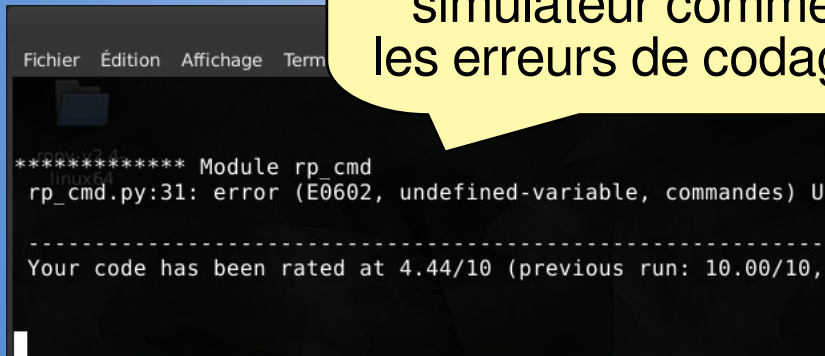 simulateur comme
les erreurs de codag
Fichier Édition Affichage Term
************* Module rp_cmd
linux64
rp_cmd.py:31: error (E0602, undefined-variable, commandes) U
------------------------------------------------------------
Your code has been rated at 4.44/10 (previous run: 10.00/10,